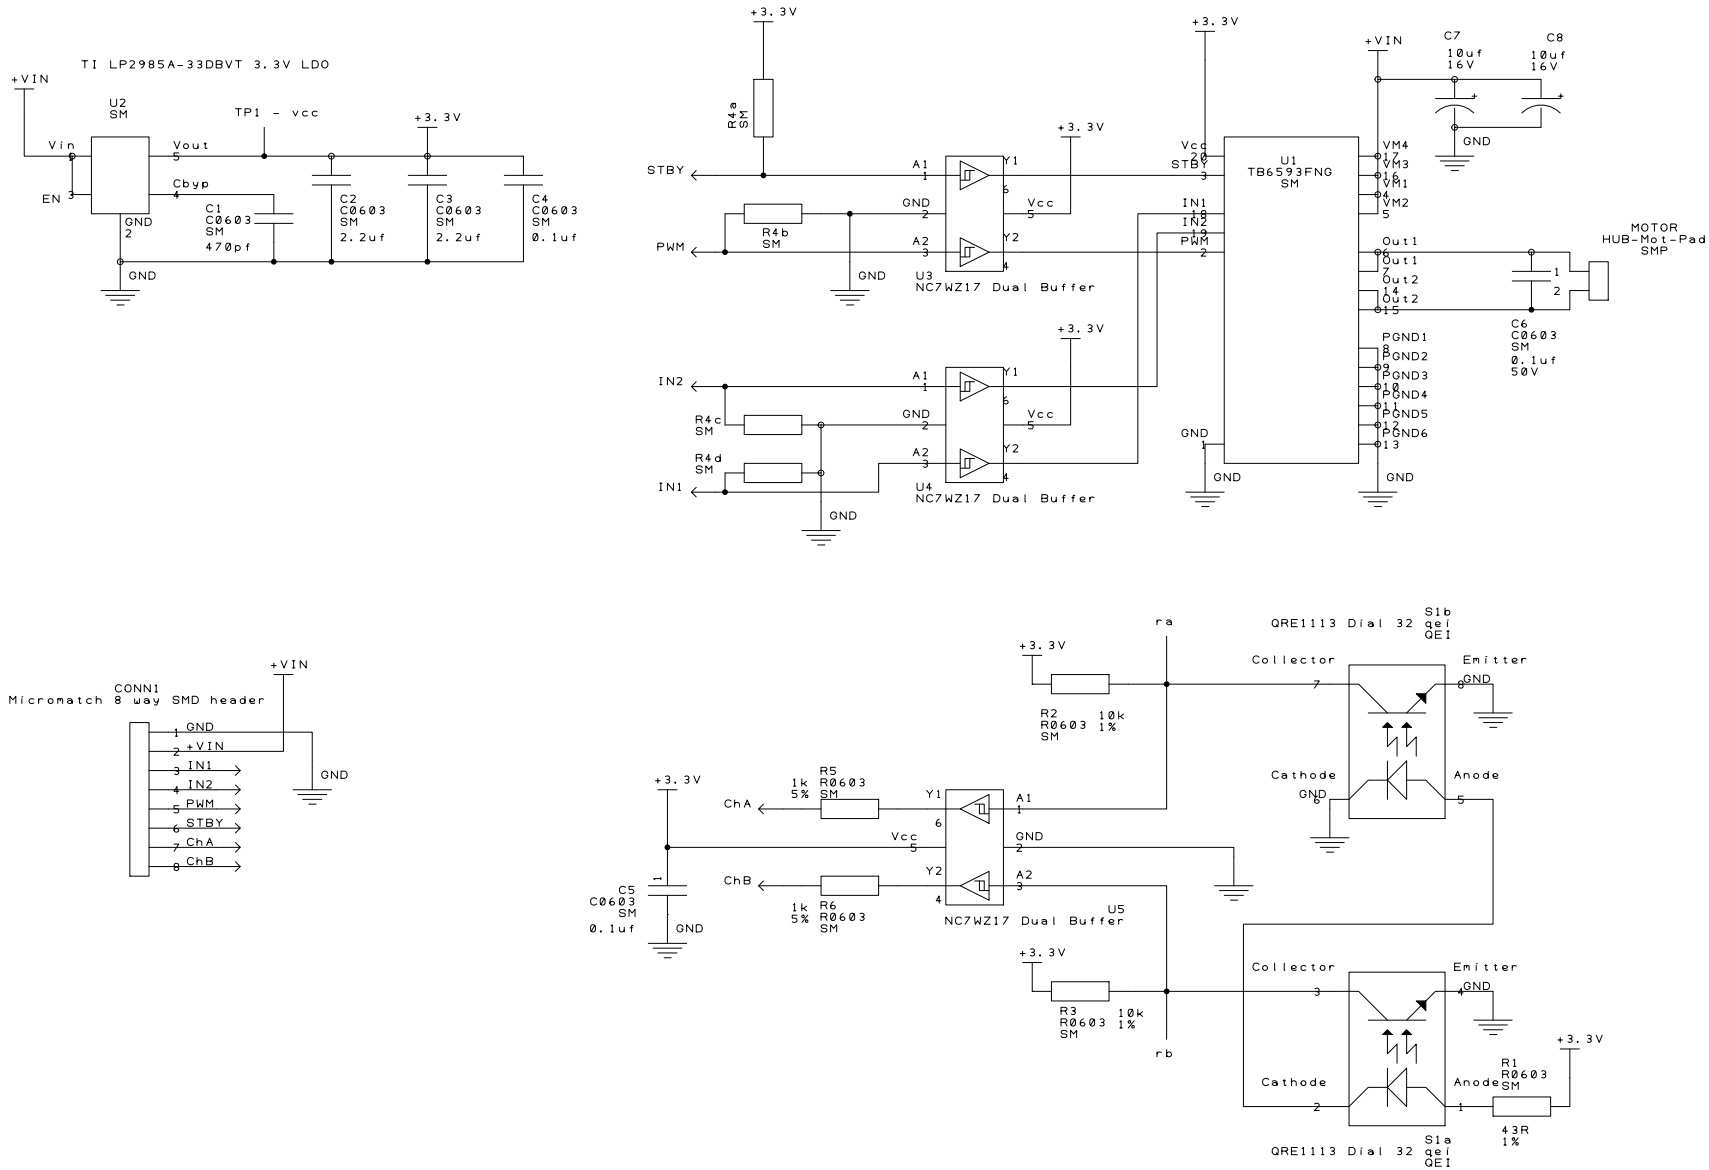 TI LP2985A-33DBVT 3.3V LDO
+VIN
U2
SM
TP1 - vcc
+3.3V
Vin
1
Vout
5
EN
3
Cbyp
4
GND
2
C1
C0603
SM
470pf
C2
C0603
SM
2.2uf
C3
C0603
SM
2.2uf
C4
C0603
SM
0.1uf
GND
+3.3V
R4a
SM
STBY
A1
1
Y1
6
+3.3V
GND
2
Vcc
5
R4b
SM
PWM
A2
3
Y2
4
GND
U3
NC7WZ17 Dual Buffer
+3.3V
IN2
A1
1
Y1
6
GND
2
Vcc
5
R4c
SM
R4d
SM
A2
3
Y2
4
IN1
U4
NC7WZ17 Dual Buffer
GND
+3.3V
Vcc
20
STBY
3
IN1
18
IN2
19
PWM
2
GND
1
GND
U1
TB6593FNG
SM
+VIN
C7
10uf
16V
C8
10uf
16V
+
+
GND
VM4
17
VM3
16
VM1
4
VM2
5
Out1
6
Out1
7
Out2
14
Out2
15
MOTOR
HUB-Mot-Pad
SMP
1
2
C6
C0603
SM
0.1uf
50V
PGND1
8
PGND2
9
PGND3
10
PGND4
11
PGND5
12
PGND6
13
GND
CONN1
Micromatch 8 way SMD header
+VIN
1 GND
2 +VIN
3 IN1
4 IN2
5 PWM
6 STBY
7 ChA
8 ChB
GND
ra
+3.3V
R2
R0603
SM
10k
1%
S1b
QRE1113 Dial 32 qei
QEI
Collector
7
Emitter
8
GND
Cathode
GND
6
Anode
5
+3.3V
ChA
1k
5%
R5
R0603
SM
Y1
6
A1
1
Vcc
5
GND
2
ChB
1k
5%
R6
R0603
SM
Y2
4
A2
3
U5
NC7WZ17 Dual Buffer
1
C5
C0603
SM
0.1uf
GND
+3.3V
R3
R0603
SM
10k
1%
rb
Collector
3
Emitter
4
GND
Cathode
2
Anode
1
R1
R0603
SM
43R
1%
+3.3V
S1a
QRE1113 Dial 32 qei
QEI